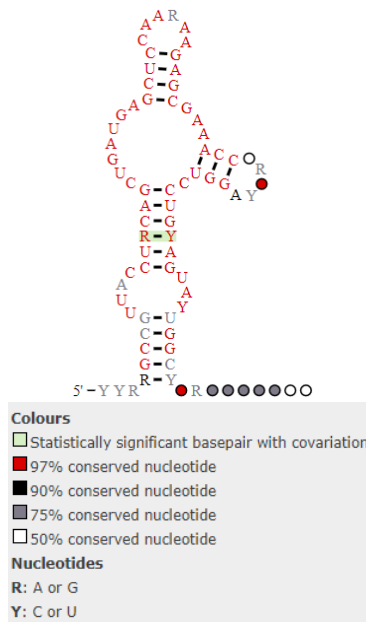 5' – Y Y R
R G C C G U U A C C U R C A G C U G A U G A G C U C C A A R A A G A G C G A A A C C R Y A G G U C C U G Y A G U A Y U G G C Y
R
Colours
Statistically significant basepair with covariation
97% conserved nucleotide
90% conserved nucleotide
75% conserved nucleotide
50% conserved nucleotide
Nucleotides
R: A or G
Y: C or U